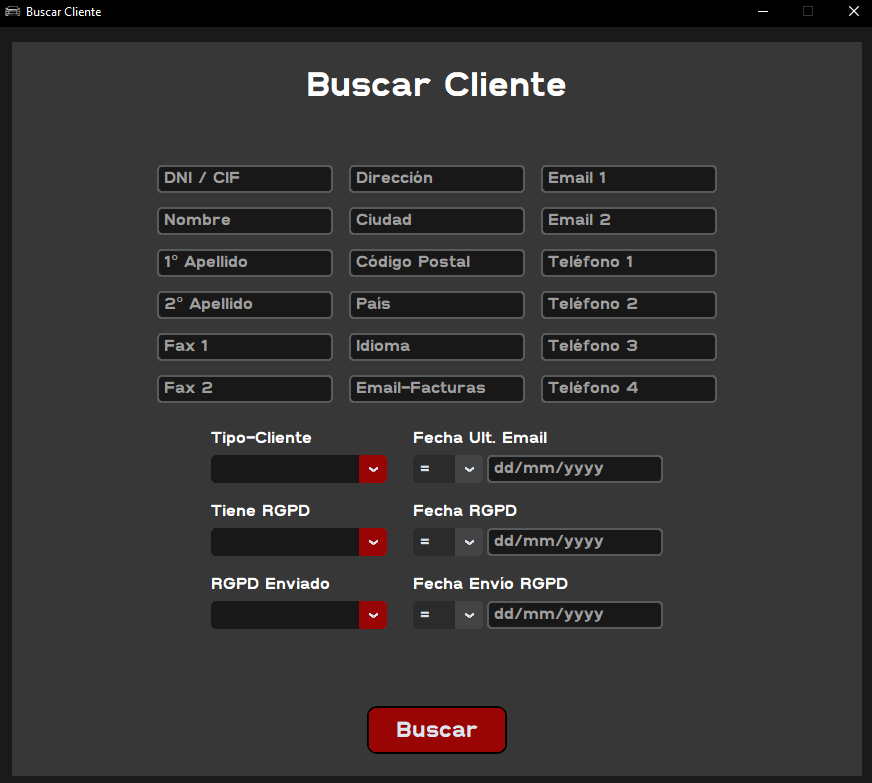 Buscar Cliente
Buscar Cliente
DNI / CIF Dirección Email 1
Nombre Ciudad Email 2
1º Apellido Código Postal Teléfono 1
2º Apellido País Teléfono 2
Fax 1 Idioma Teléfono 3
Fax 2 Email-Facturas Teléfono 4
Tipo-Cliente Fecha Ult. Email
= dd/mm/yyyy
Tiene RGPD Fecha RGPD
= dd/mm/yyyy
RGPD Enviado Fecha Envío RGPD
= dd/mm/yyyy
Buscar